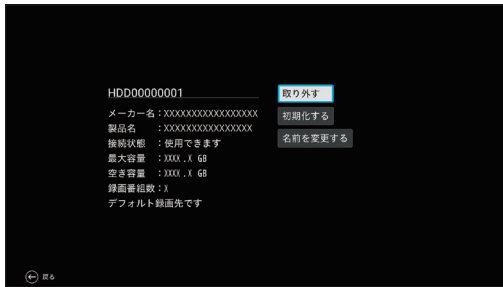 HDD00000001
取り外す
メーカー名：XXXXXXXXXXXXXXXXX
初期化する
製品名　：XXXXXXXXXXXXXXXX
名前を変更する
接続状態　：使用できます
最大容量　：XXXX.X GB
空き容量　：XXXX.X GB
録画番組数：X
デフォルト録画先です
戻る